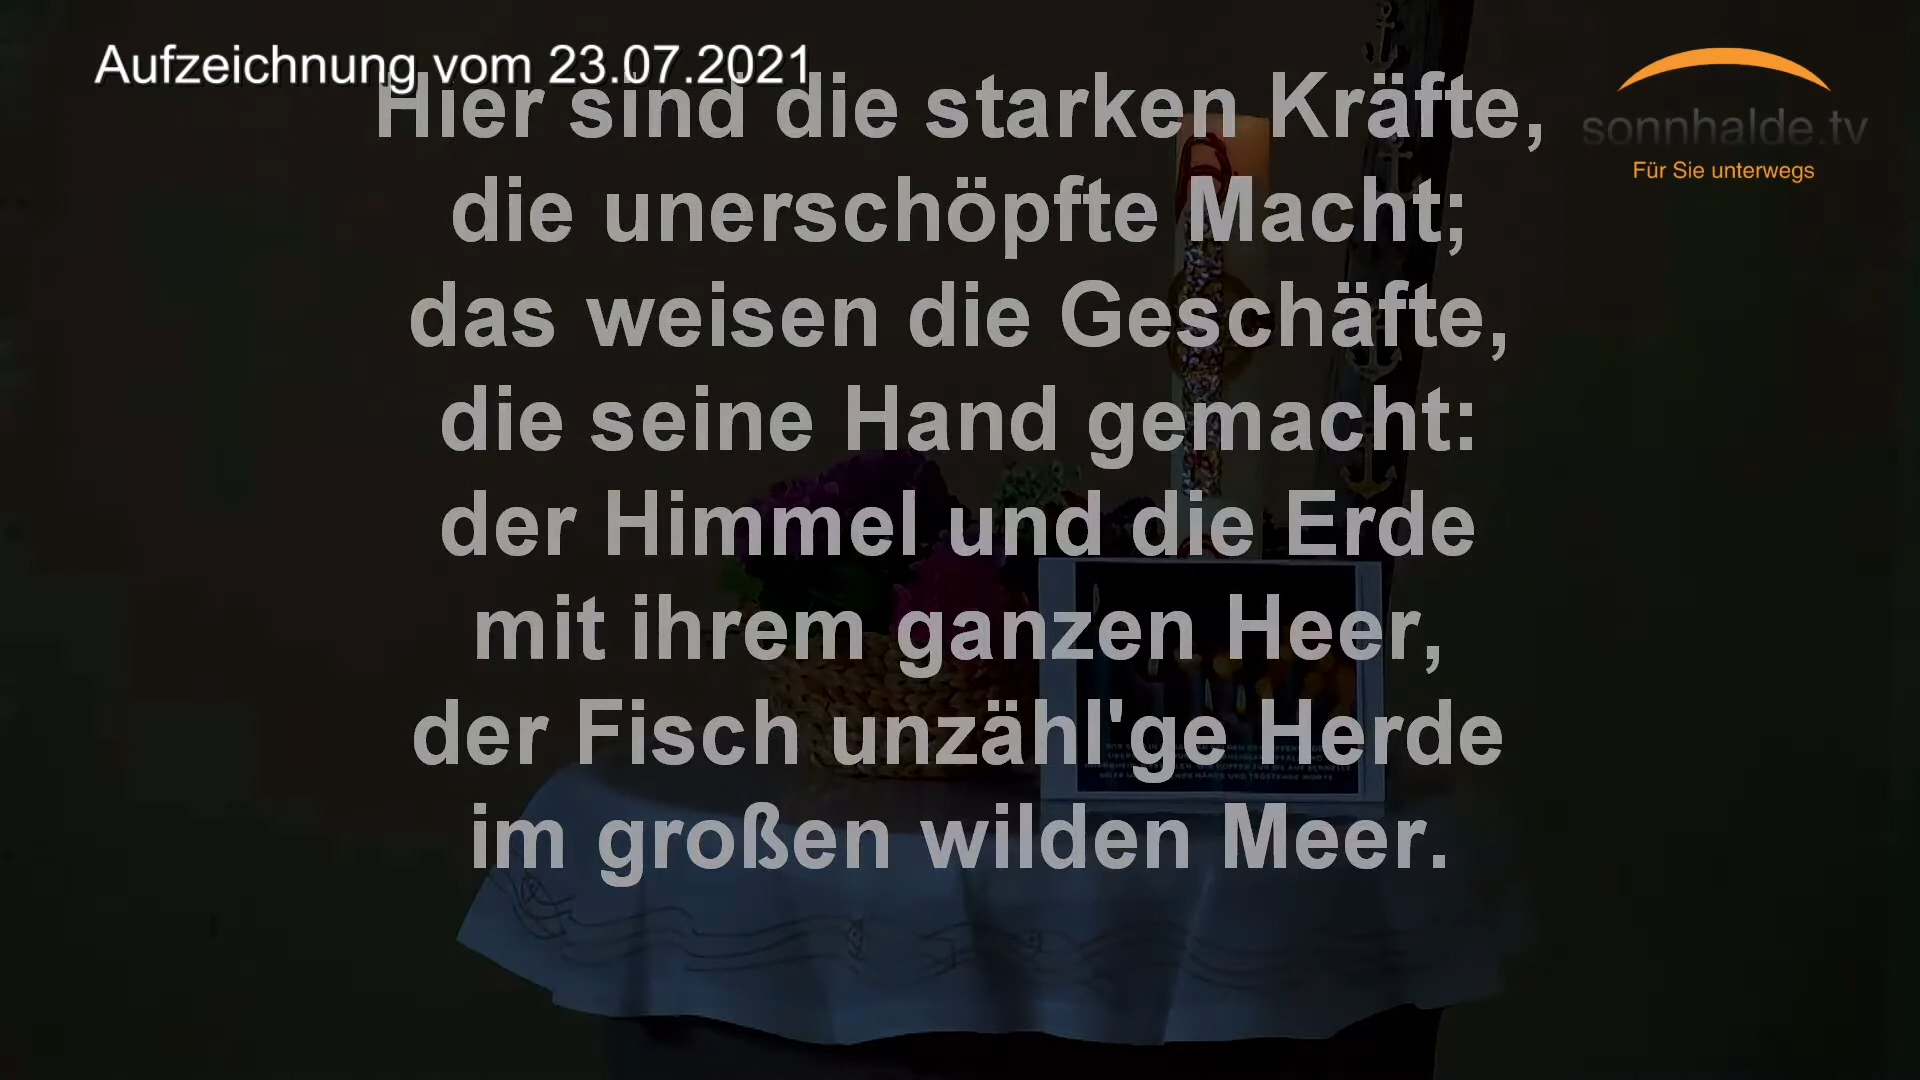 Aufzeichnung vom 23.07.2021
sonnhalde.tv
Für Sie unterwegs
Hier sind die starken Kräfte,
die unerschöpfte Macht;
das weisen die Geschäfte,
die seine Hand gemacht:
der Himmel und die Erde
mit ihrem ganzen Heer,
der Fisch unzähl'ge Herde
im großen wilden Meer.